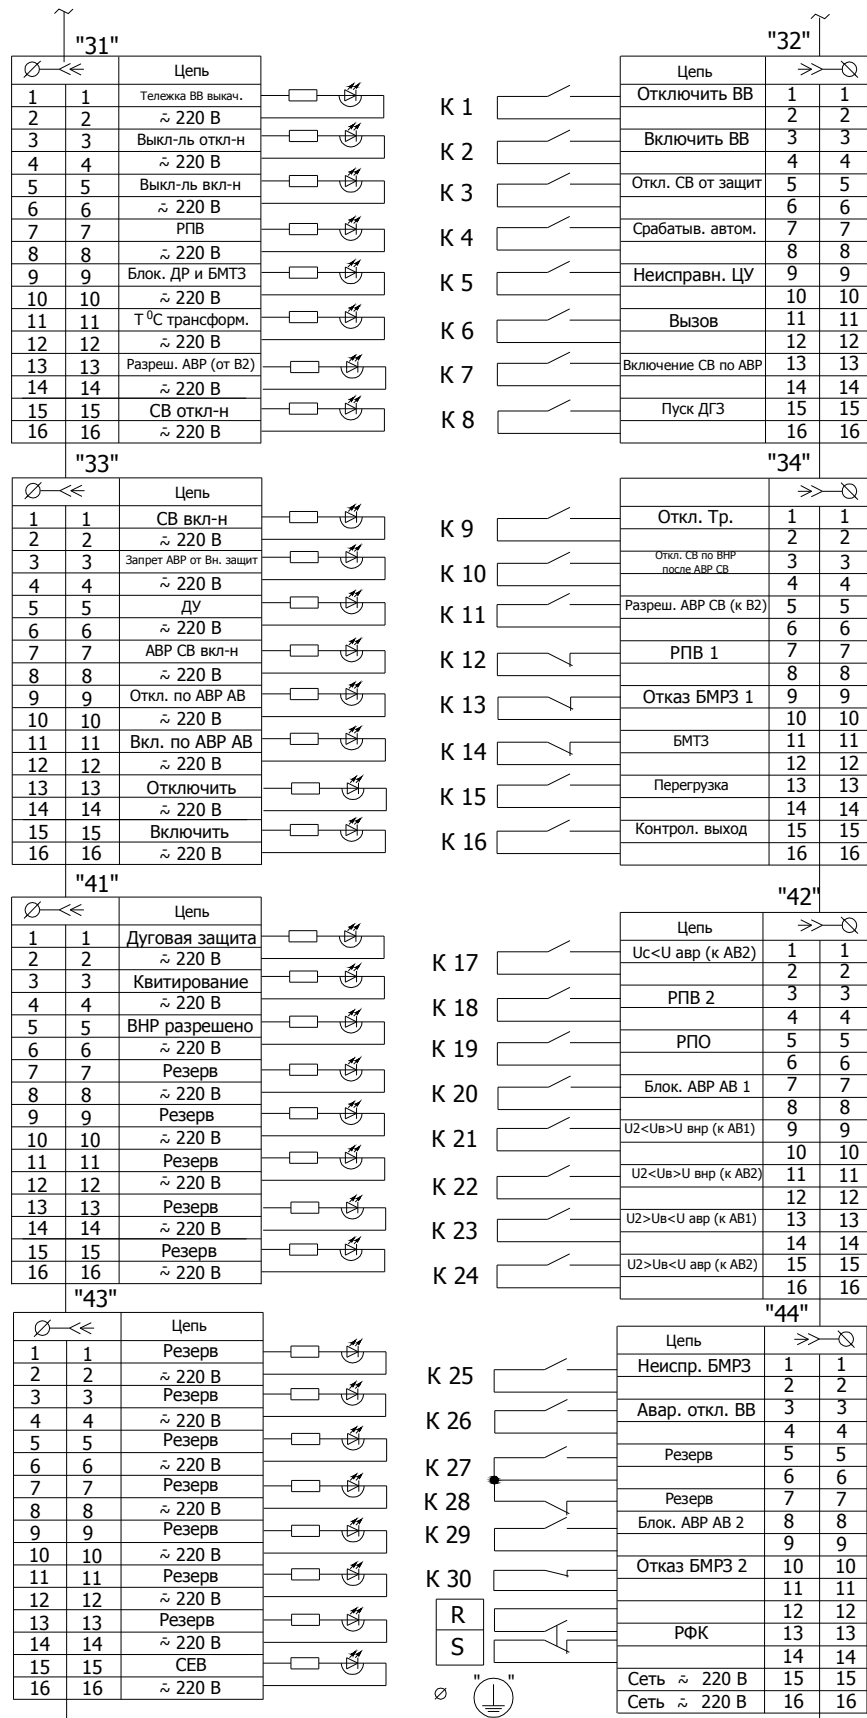 "31"
Цепь
1 1 Тележка ВВ выкач.
2 2 ~ 220 В
3 3 Выкл-ль откл-н
4 4 ~ 220 В
5 5 Выкл-ль вкл-н
6 6 ~ 220 В
7 7 РПВ
8 8 ~ 220 В
9 9 Блок. ДР и БМТЗ
10 10 ~ 220 В
11 11 Т ⁰С трансформ.
12 12 ~ 220 В
13 13 Разреш. АВР (от В2)
14 14 ~ 220 В
15 15 СВ откл-н
16 16 ~ 220 В
"32"
Цепь
К 1 Отключить ВВ 1 1
2 2
К 2 Включить ВВ 3 3
4 4
К 3 Откл. СВ от защит 5 5
6 6
К 4 Срабатыв. автом. 7 7
8 8
К 5 Неисправн. ЦУ 9 9
10 10
К 6 Вызов 11 11
12 12
К 7 Включение СВ по АВР 13 13
14 14
К 8 Пуск ДГЗ 15 15
16 16
"33"
Цепь
1 1 СВ вкл-н
2 2 ~ 220 В
3 3 Запрет АВР от Вн. защит
4 4 ~ 220 В
5 5 ДУ
6 6 ~ 220 В
7 7 АВР СВ вкл-н
8 8 ~ 220 В
9 9 Откл. по АВР АВ
10 10 ~ 220 В
11 11 Вкл. по АВР АВ
12 12 ~ 220 В
13 13 Отключить
14 14 ~ 220 В
15 15 Включить
16 16 ~ 220 В
"34"
К 9 Откл. Тр. 1 1
2 2
К 10 Откл. СВ по ВНР
после АВР СВ 3 3
4 4
К 11 Разреш. АВР СВ (к В2) 5 5
6 6
К 12 РПВ 1 7 7
8 8
К 13 Отказ БМРЗ 1 9 9
10 10
К 14 БМТЗ 11 11
12 12
К 15 Перегрузка 13 13
14 14
К 16 Контрол. выход 15 15
16 16
"41"
Цепь
1 1 Дуговая защита
2 2 ~ 220 В
3 3 Квитирование
4 4 ~ 220 В
5 5 ВНР разрешено
6 6 ~ 220 В
7 7 Резерв
8 8 ~ 220 В
9 9 Резерв
10 10 ~ 220 В
11 11 Резерв
12 12 ~ 220 В
13 13 Резерв
14 14 ~ 220 В
15 15 Резерв
16 16 ~ 220 В
"42"
Цепь
К 17 Uc<U авр (к АВ2) 1 1
2 2
К 18 РПВ 2 3 3
4 4
К 19 РПО 5 5
6 6
К 20 Блок. АВР АВ 1 7 7
8 8
К 21 U2<Uв>U внр (к АВ1) 9 9
10 10
К 22 U2<Uв>U внр (к АВ2) 11 11
12 12
К 23 U2>Uв<U авр (к АВ1) 13 13
14 14
К 24 U2>Uв<U авр (к АВ2) 15 15
16 16
"43"
Цепь
1 1 Резерв
2 2 ~ 220 В
3 3 Резерв
4 4 ~ 220 В
5 5 Резерв
6 6 ~ 220 В
7 7 Резерв
8 8 ~ 220 В
9 9 Резерв
10 10 ~ 220 В
11 11 Резерв
12 12 ~ 220 В
13 13 Резерв
14 14 ~ 220 В
15 15 СЕВ
16 16 ~ 220 В
"44"
Цепь
К 25 Неиспр. БМРЗ 1 1
2 2
К 26 Авар. откл. ВВ 3 3
4 4
К 27 Резерв 5 5
6 6
К 28 Резерв 7 7
К 29 Блок. АВР АВ 2 8 8
9 9
К 30 Отказ БМРЗ 2 10 10
11 11
R 12 12
РФК 13 13
S 14 14
Сеть ~ 220 В 15 15
Сеть ~ 220 В 16 16
" "